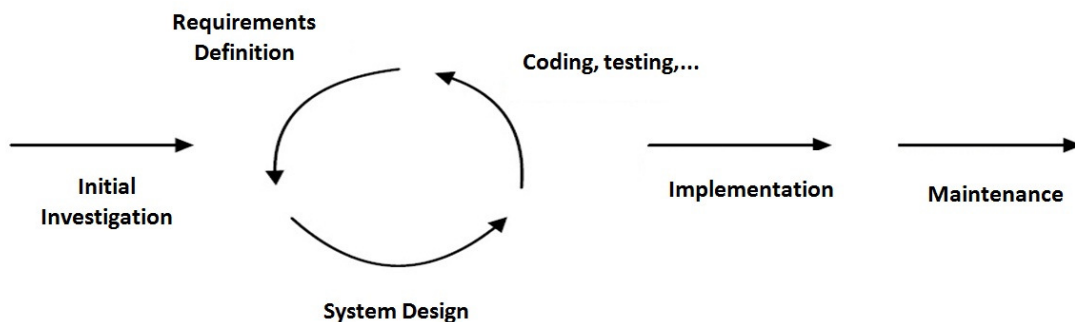 Requirements
Definition
Coding, testing,...
Initial
Investigation
System Design
Implementation
Maintenance